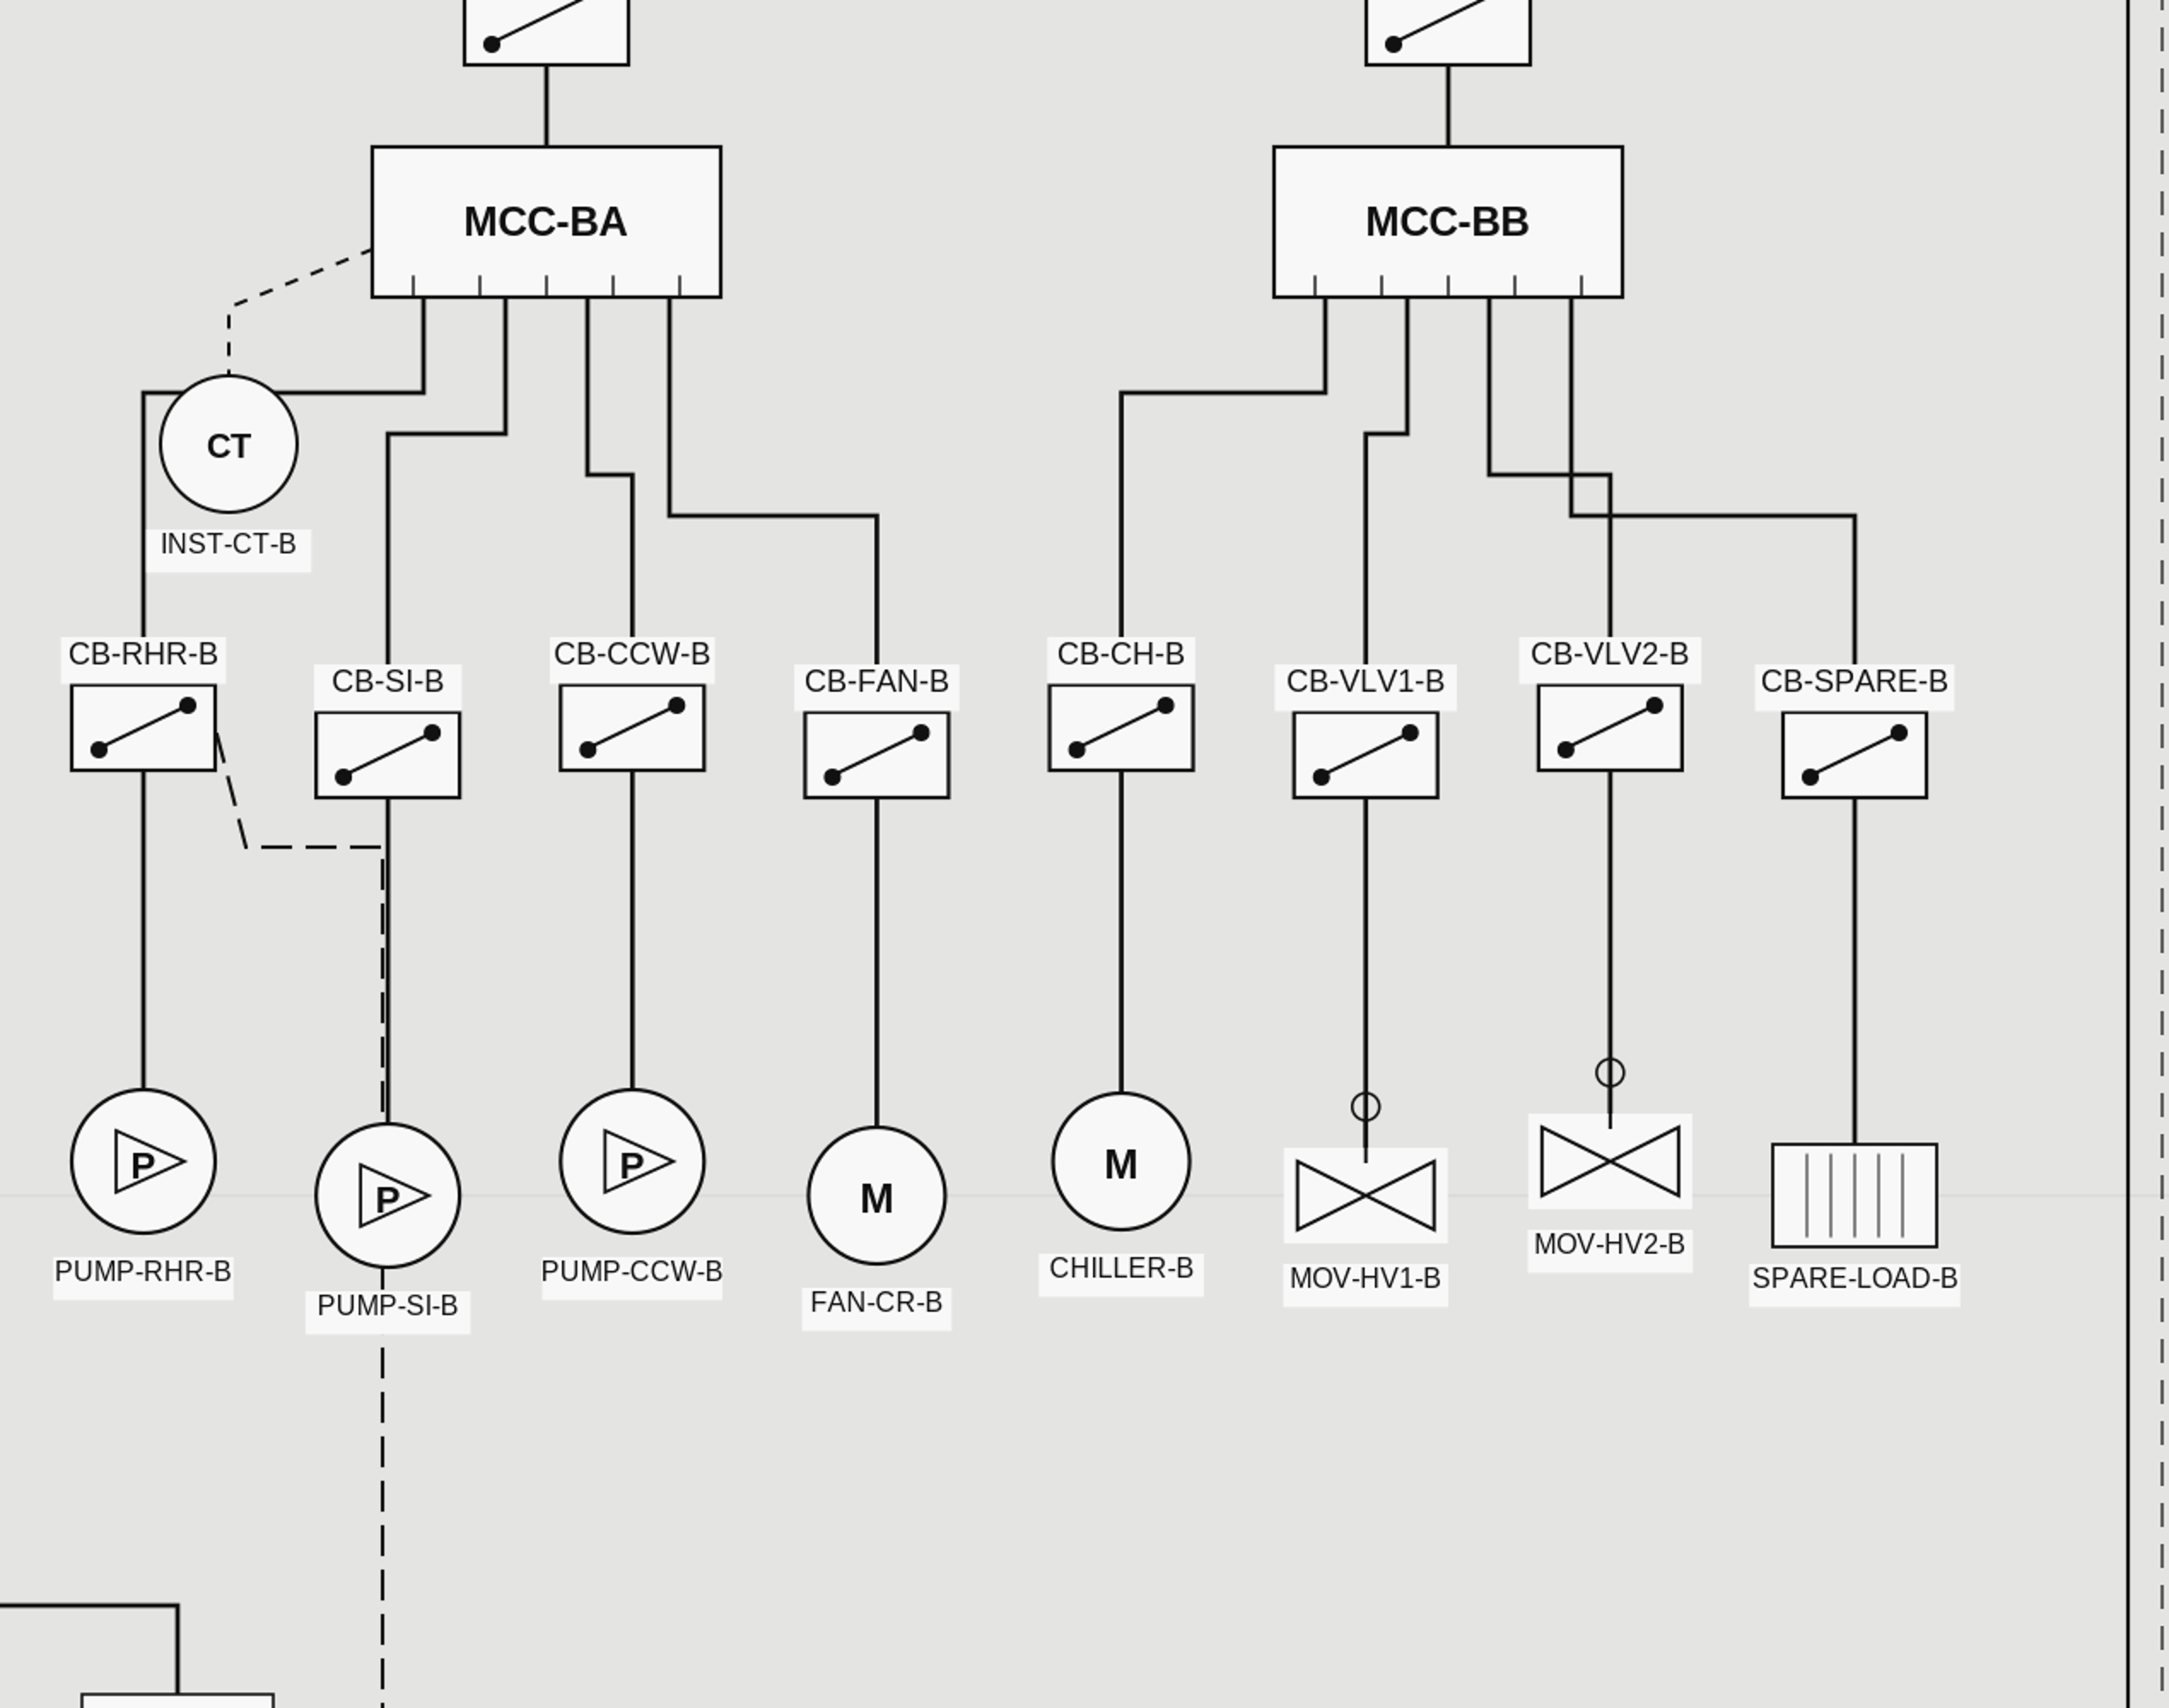 MCC-BA
MCC-BB
CT
INST-CT-B
CB-RHR-B
CB-CCW-B
CB-CH-B
CB-VLV2-B
CB-SI-B
CB-FAN-B
CB-VLV1-B
CB-SPARE-B
P
P
P
M
M
MOV-HV2-B
PUMP-RHR-B
PUMP-CCW-B
CHILLER-B
MOV-HV1-B
SPARE-LOAD-B
PUMP-SI-B
FAN-CR-B